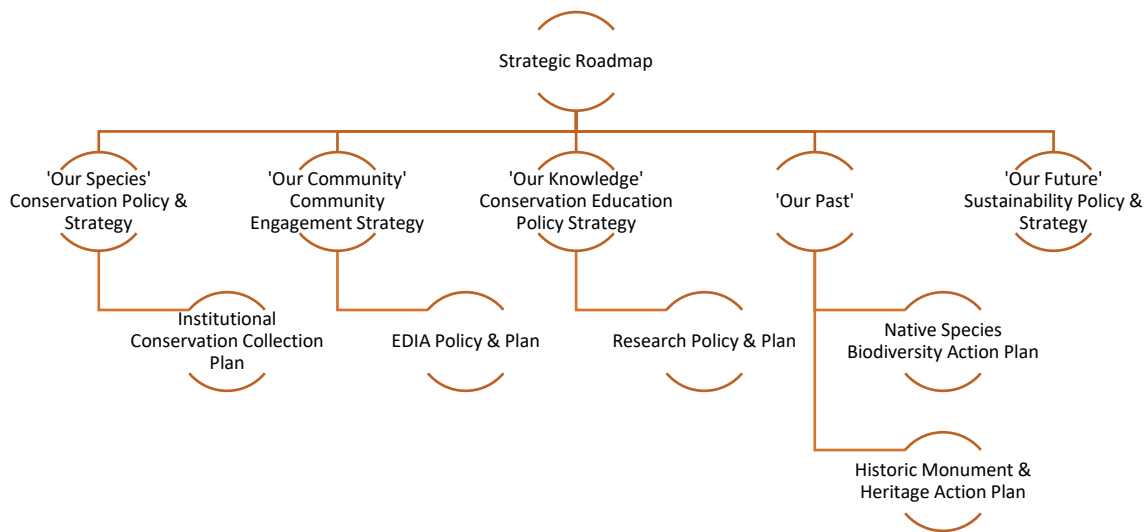 Strategic Roadmap
'Our Species'
Conservation Policy &
Strategy
'Our Community'
Community
Engagement Strategy
'Our Knowledge'
Conservation Education
Policy Strategy
'Our Past'
'Our Future'
Sustainability Policy &
Strategy
Institutional
Conservation Collection
Plan
EDIA Policy & Plan
Research Policy & Plan
Native Species
Biodiversity Action Plan
Historic Monument &
Heritage Action Plan